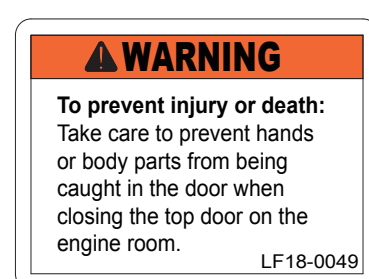 WARNING
To prevent injury or death:
Take care to prevent hands
or body parts from being
caught in the door when
closing the top door on the
engine room.
LF18-0049